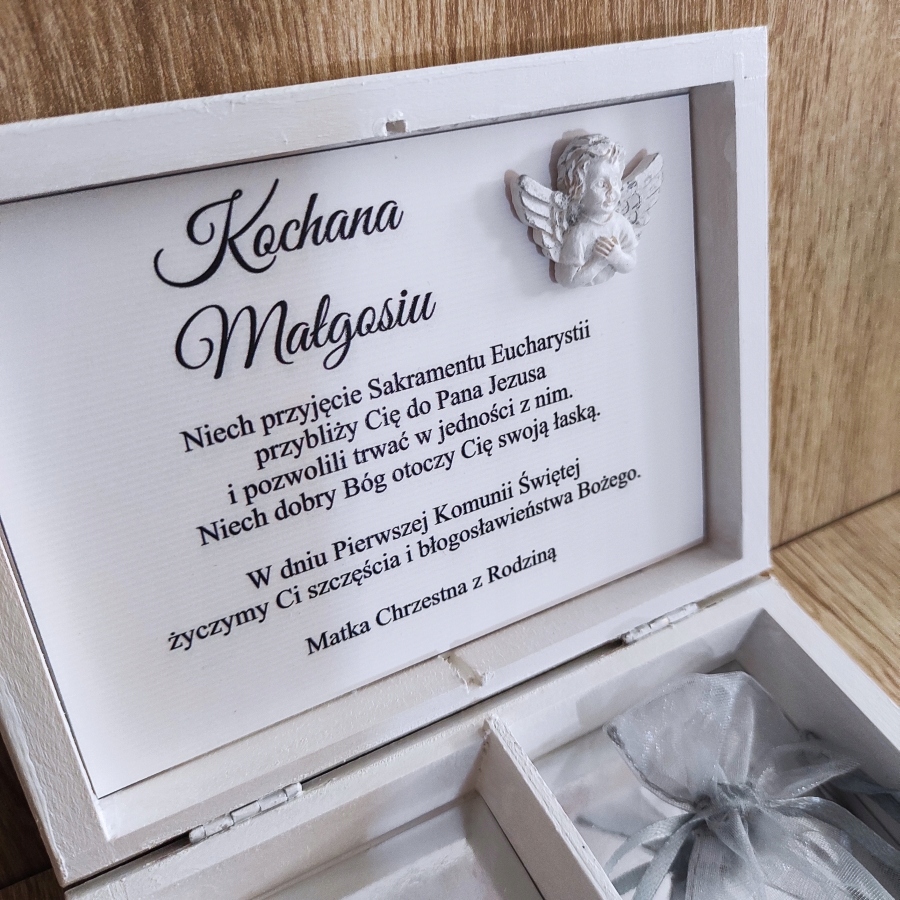 Kochana
Małgosiu
Niech przyjęcie Sakramentu Eucharystii
przybliży Cię do Pana Jezusa
i pozwolili trwać w jedności z nim.
Niech dobry Bóg otoczy Cię swoją łaską.
W dniu Pierwszej Komunii Świętej
życzymy Ci szczęścia i błogosławieństwa Bożego.
Matka Chrzestna z Rodziną